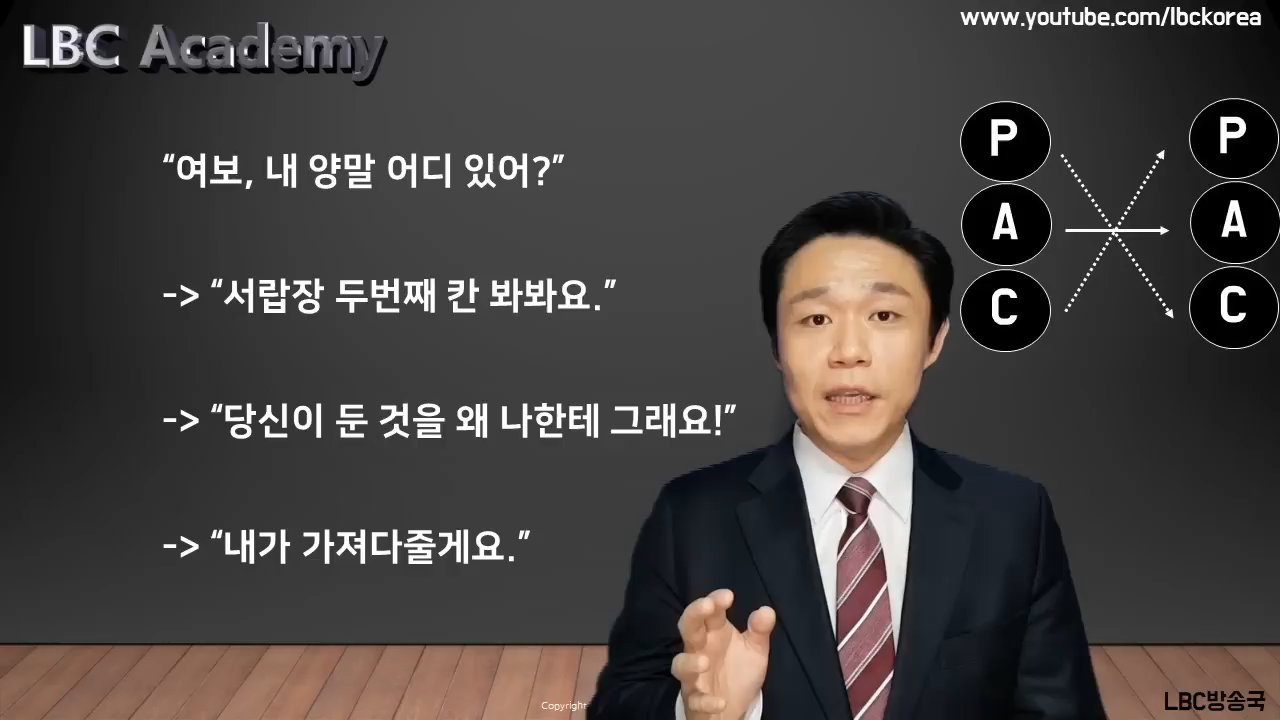 LBC Academy
www.youtube.com/lbckorea
“여보, 내 양말 어디 있어?”
-> “서랍장 두번째 칸 봐봐요.”
-> “당신이 둔 것을 왜 나한테 그래요!”
-> “내가 가져다줄게요.”
P P
A A
C C
Copyright
LBC방송국